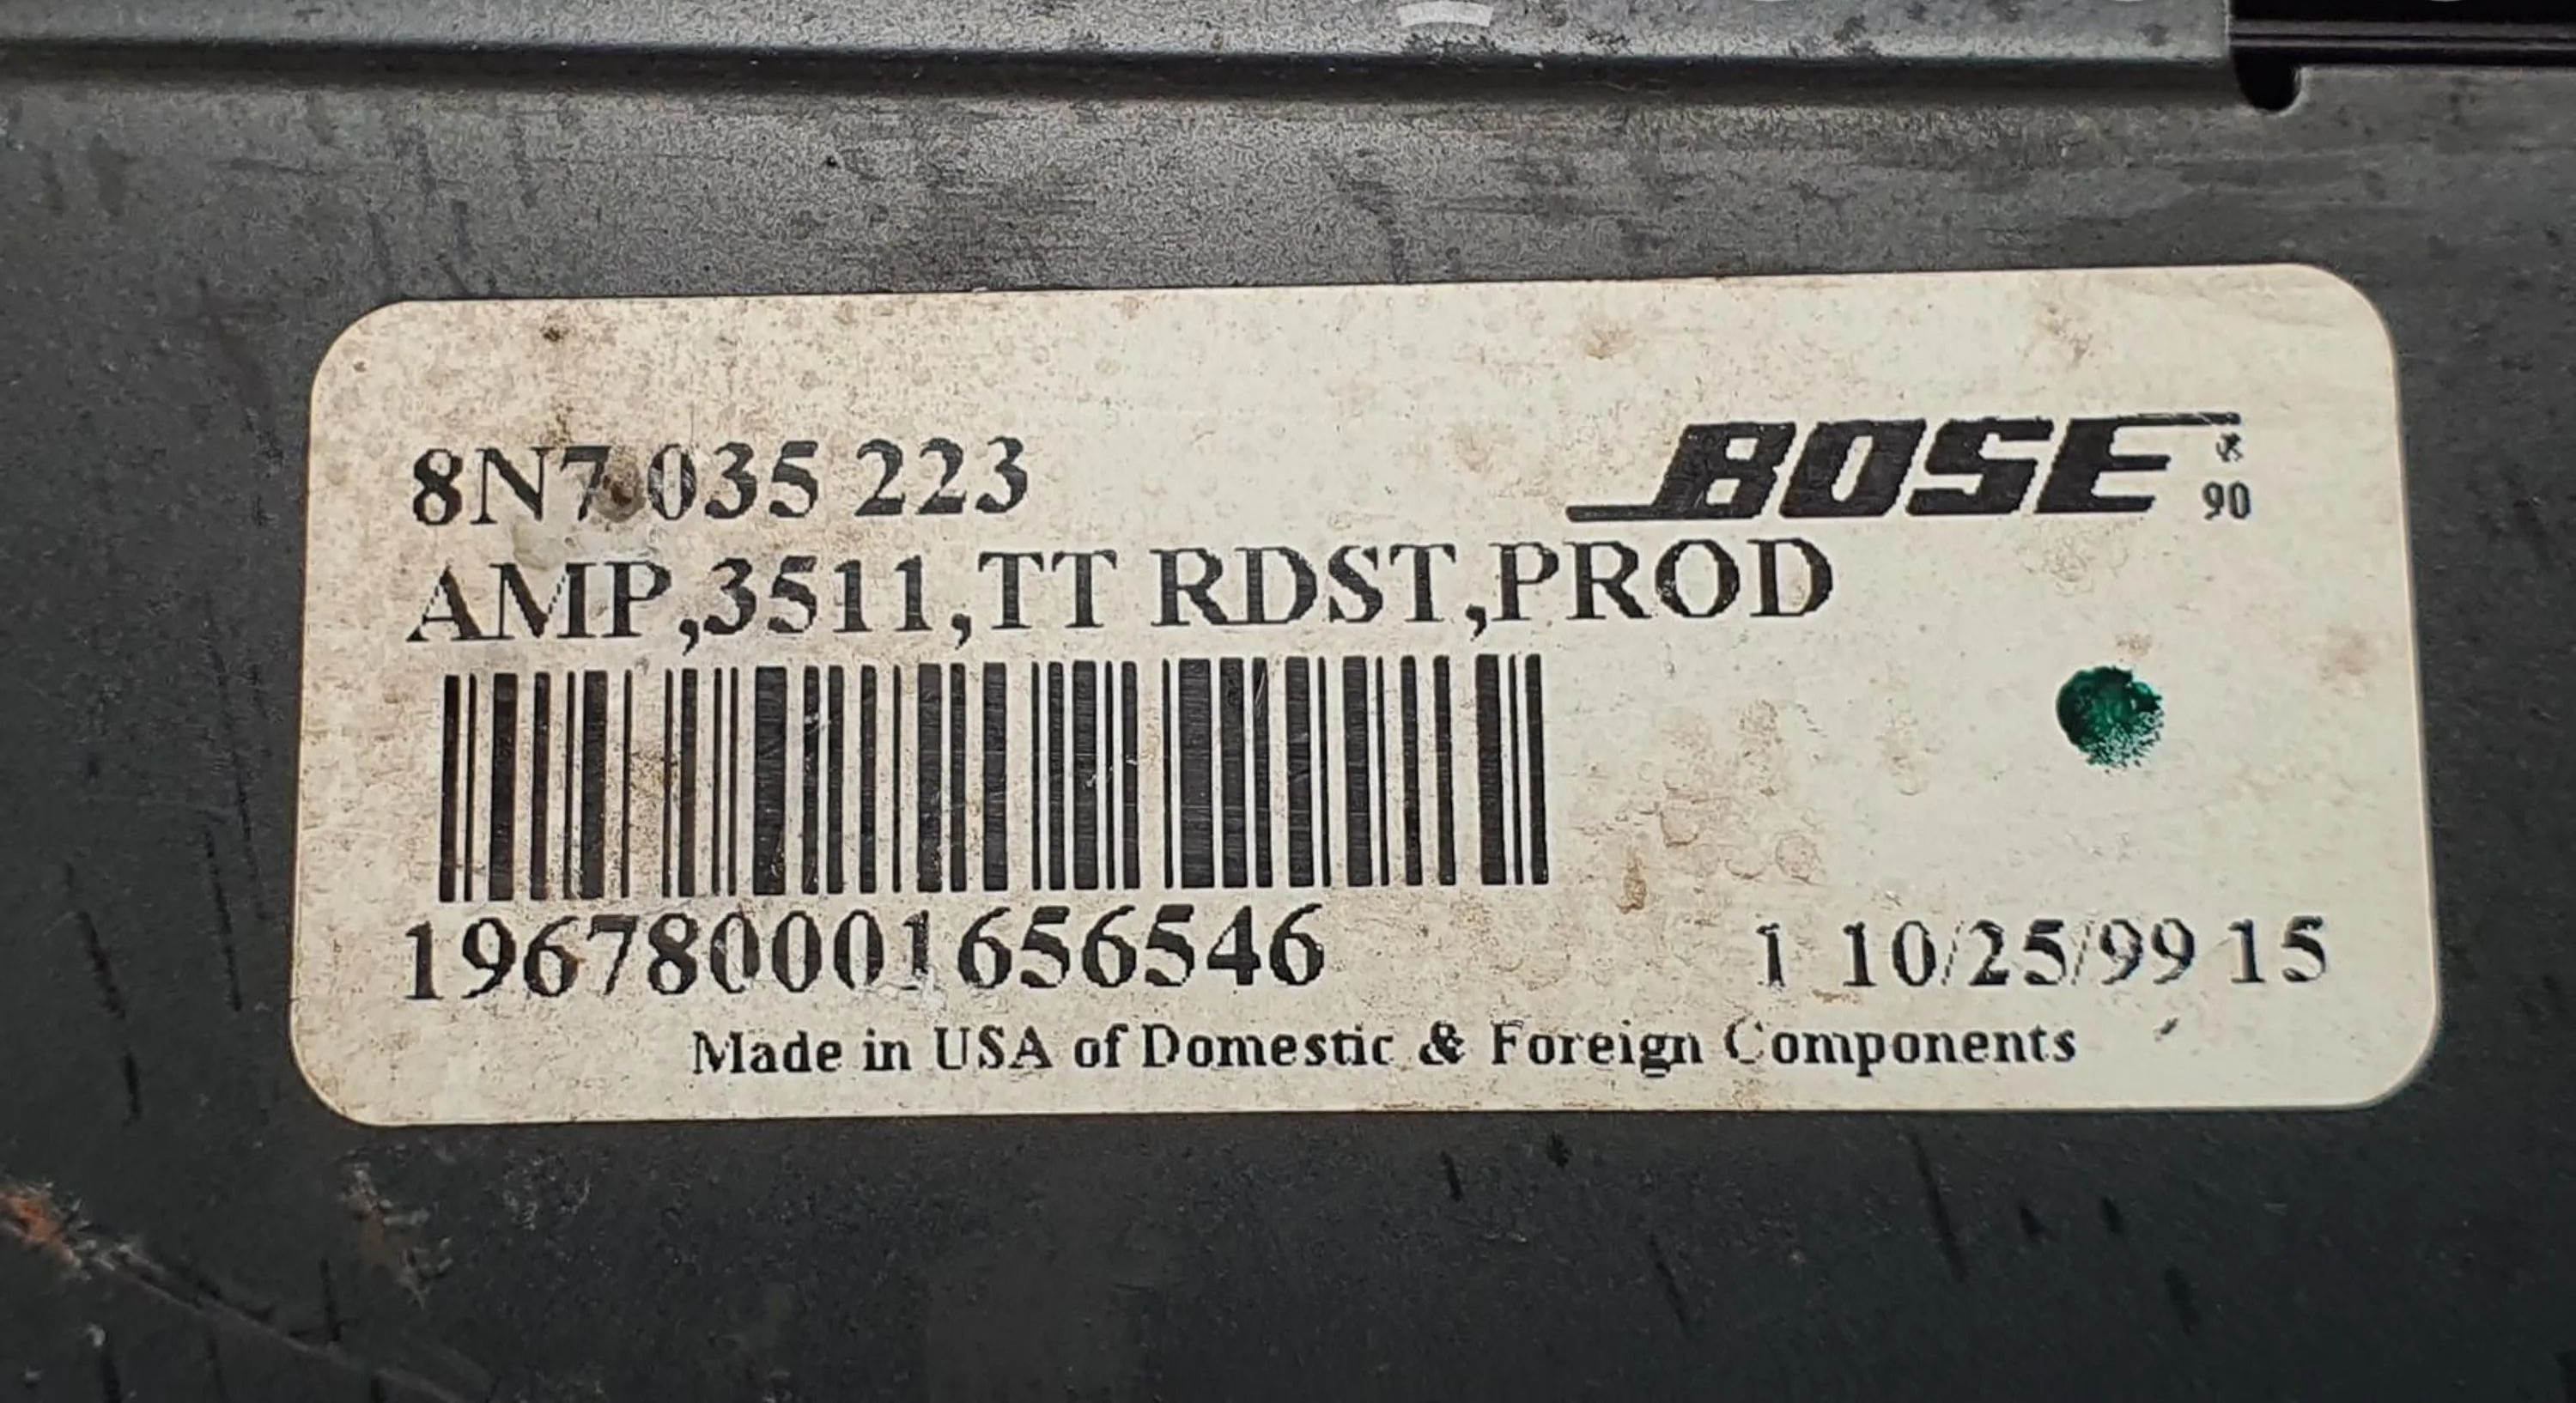 8N7 035 223
BOSE ®
90
AMP,3511,TT RDST,PROD
196780001656546
1 10/25/99 15
Made in USA of Domestic & Foreign Components